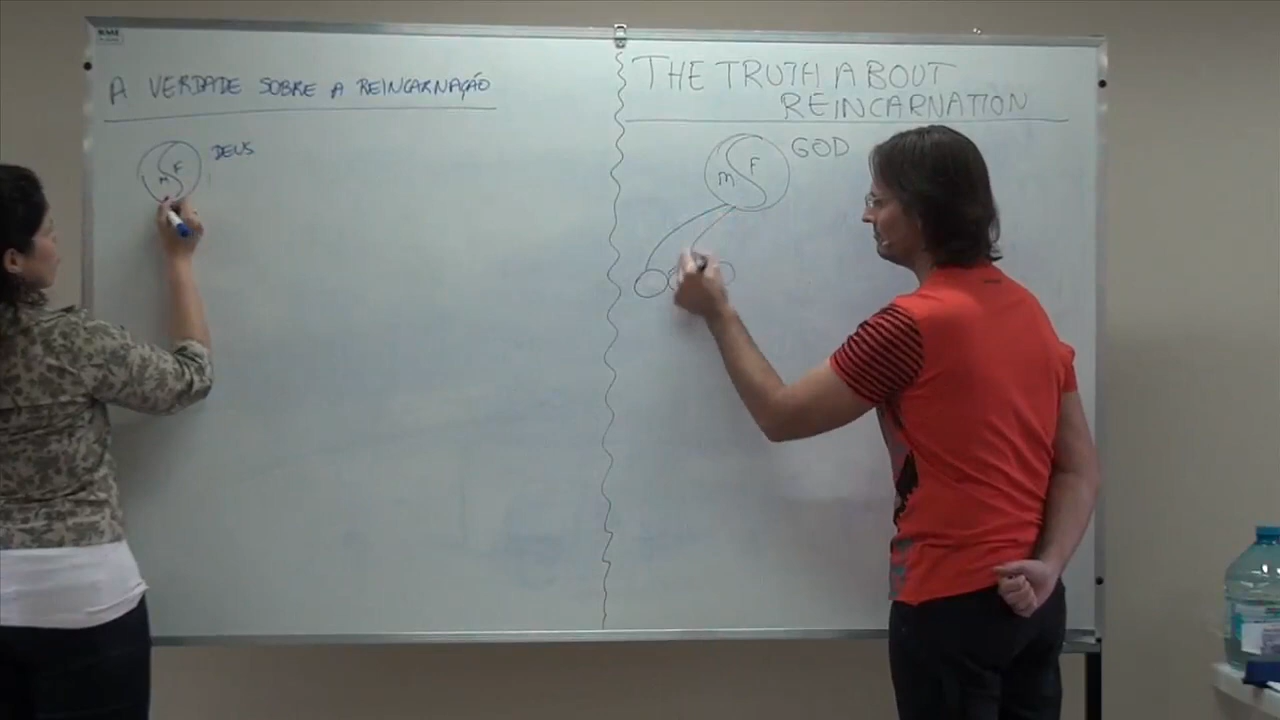 A VERDADE SOBRE A REINCARNAÇÃO
DEUS
M F
THE TRUTH ABOUT
REINCARNATION
GOD
M F